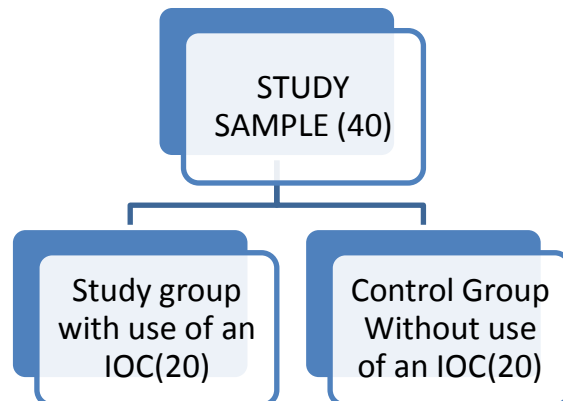 STUDY
SAMPLE (40)
Study group
with use of an
IOC(20)
Control Group
Without use
of an IOC(20)